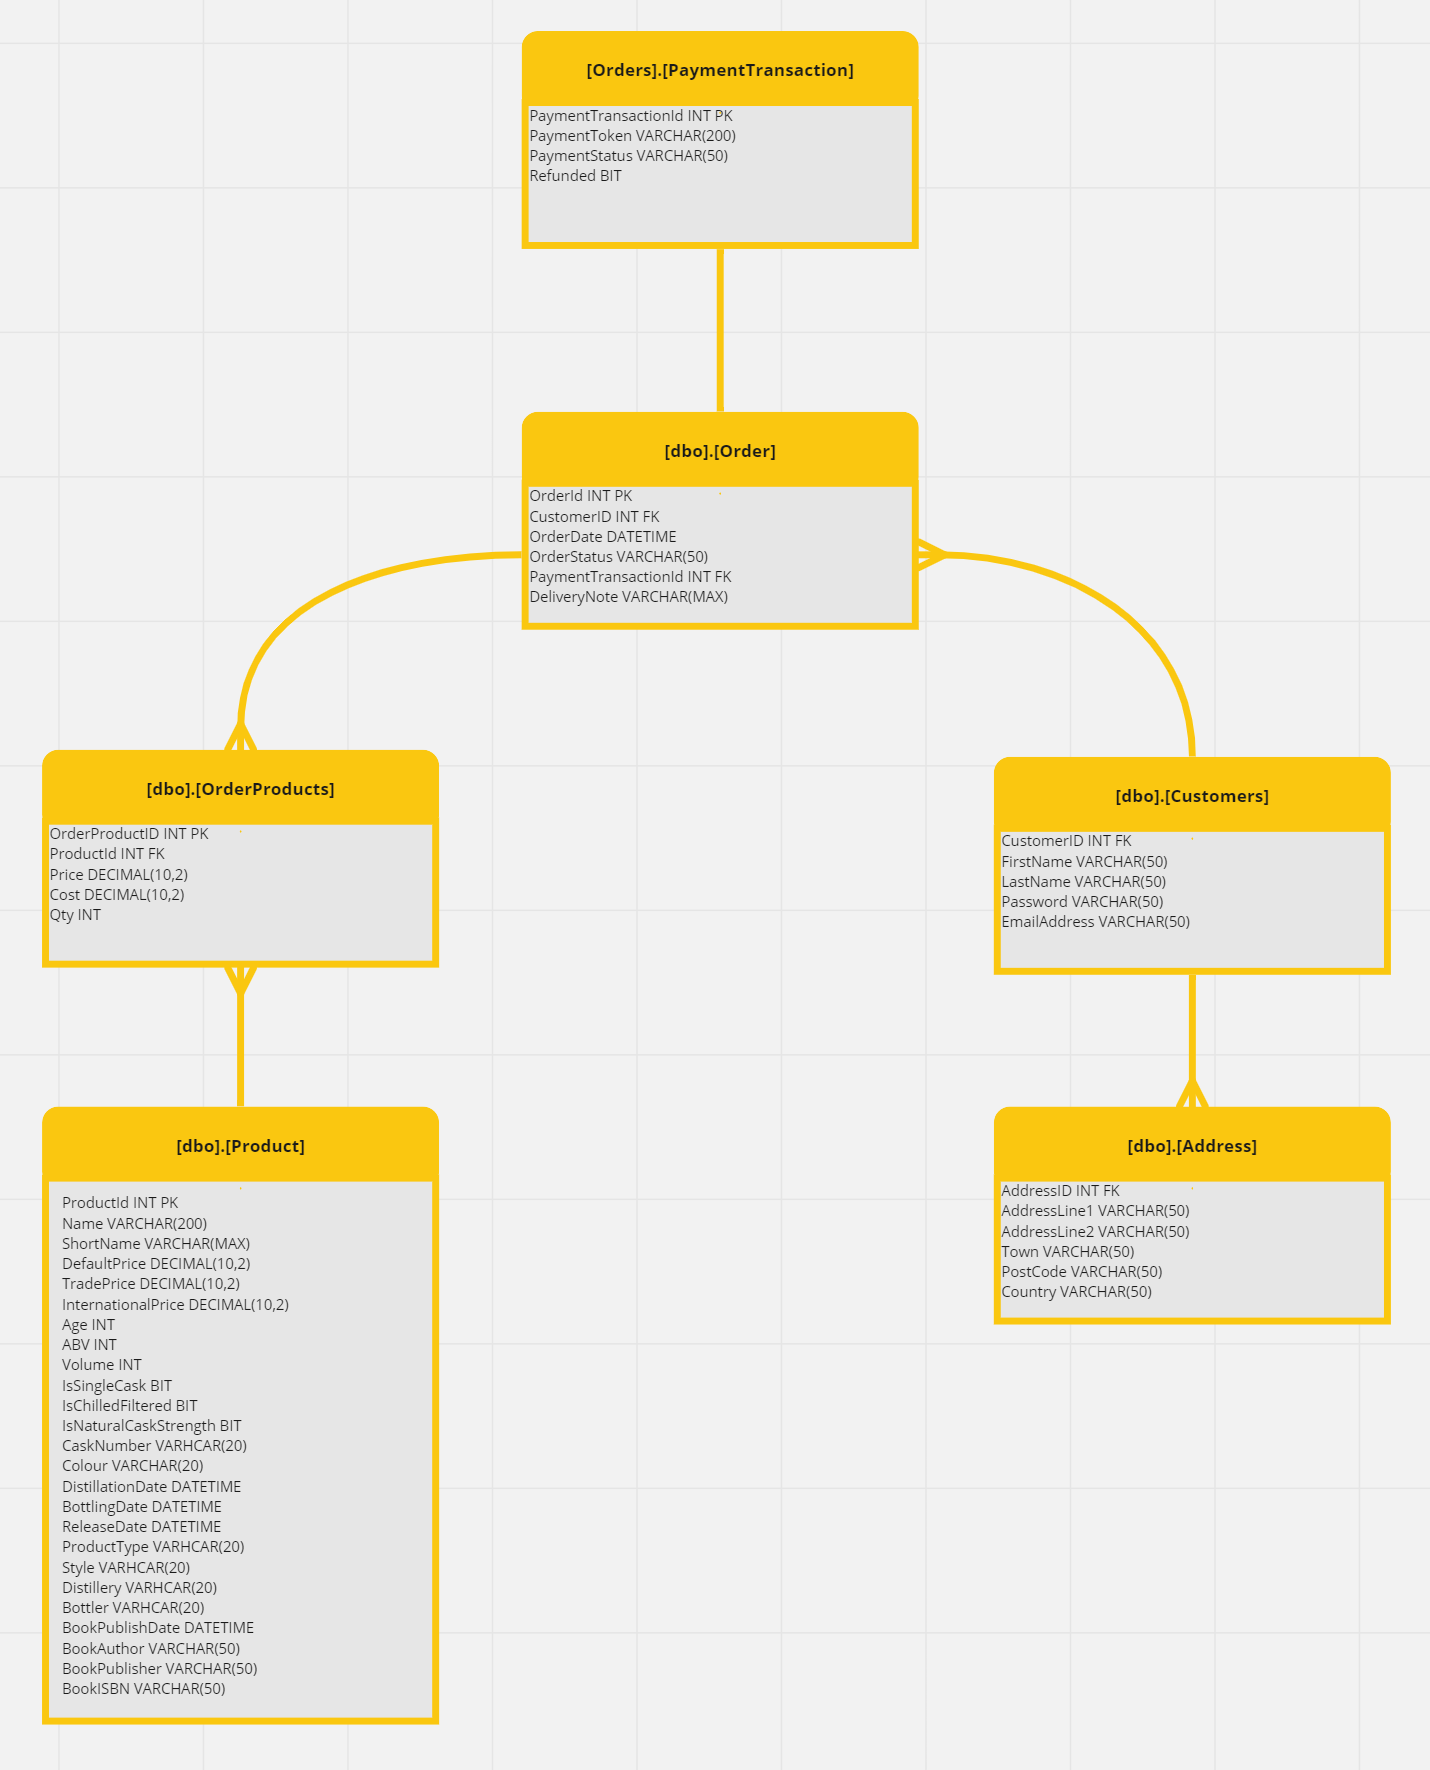 [Orders].[PaymentTransaction]
PaymentTransactionId INT PK
PaymentToken VARCHAR(200)
PaymentStatus VARCHAR(50)
Refunded BIT
[dbo].[Order]
OrderId INT PK
CustomerID INT FK
OrderDate DATETIME
OrderStatus VARCHAR(50)
PaymentTransactionId INT FK
DeliveryNote VARCHAR(MAX)
[dbo].[OrderProducts]
OrderProductID INT PK
ProductId INT FK
Price DECIMAL(10,2)
Cost DECIMAL(10,2)
Qty INT
[dbo].[Customers]
CustomerID INT FK
FirstName VARCHAR(50)
LastName VARCHAR(50)
Password VARCHAR(50)
EmailAddress VARCHAR(50)
[dbo].[Product]
ProductId INT PK
Name VARCHAR(200)
ShortName VARCHAR(MAX)
DefaultPrice DECIMAL(10,2)
TradePrice DECIMAL(10,2)
InternationalPrice DECIMAL(10,2)
Age INT
ABV INT
Volume INT
IsSingleCask BIT
IsChilledFiltered BIT
IsNaturalCaskStrength BIT
CaskNumber VARHCAR(20)
Colour VARCHAR(20)
DistillationDate DATETIME
BottlingDate DATETIME
ReleaseDate DATETIME
ProductType VARHCAR(20)
Style VARHCAR(20)
Distillery VARHCAR(20)
Bottler VARHCAR(20)
BookPublishDate DATETIME
BookAuthor VARCHAR(50)
BookPublisher VARCHAR(50)
BookISBN VARCHAR(50)
[dbo].[Address]
AddressID INT FK
AddressLine1 VARCHAR(50)
AddressLine2 VARCHAR(50)
Town VARCHAR(50)
PostCode VARCHAR(50)
Country VARCHAR(50)